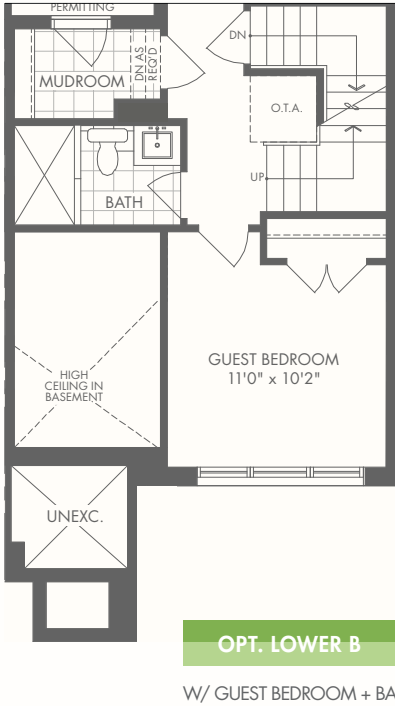 PERMITTING
DN
MUDROOM
DN AS
REQ'D
O.T.A.
UP
BATH
GUEST BEDROOM
11'0" x 10'2"
HIGH
CEILING IN
BASEMENT
UNEXC.
OPT. LOWER B
W/ GUEST BEDROOM + BA